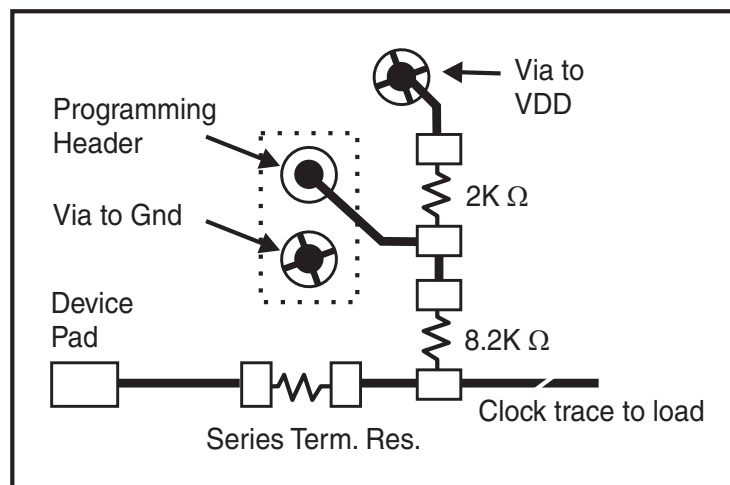 Via to
VDD
Programming
Header
2K Ω
Via to Gnd
Device
Pad
8.2K Ω
Clock trace to load
Series Term. Res.